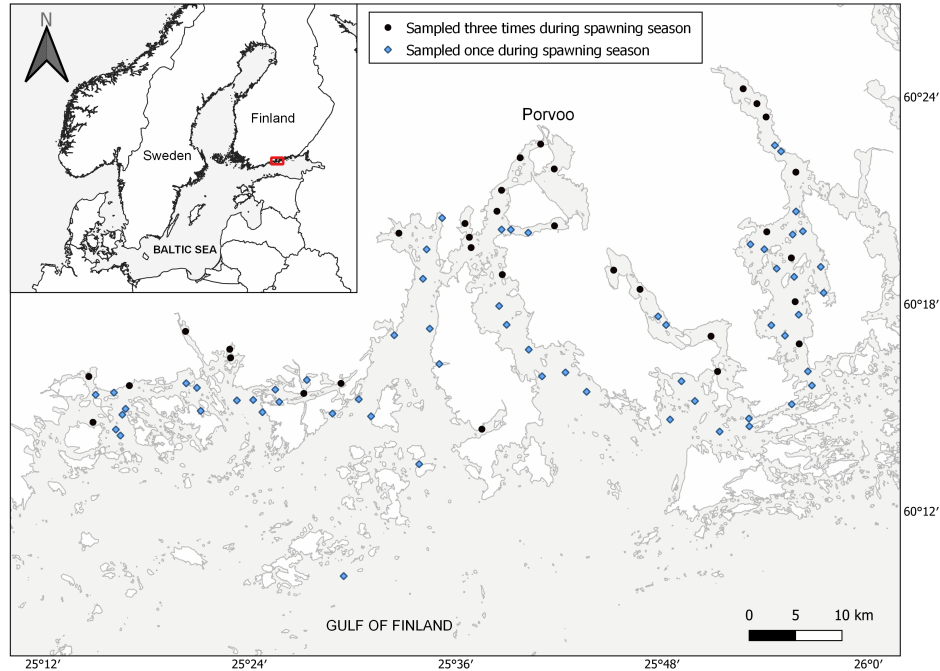 N
Finland
Sweden
BALTIC SEA
Sampled three times during spawning season
Sampled once during spawning season
Porvoo
60°24′
60°18′
60°12′
GULF OF FINLAND
0 5 10 km
25°12′ 25°24′ 25°36′ 25°48′ 26°0′